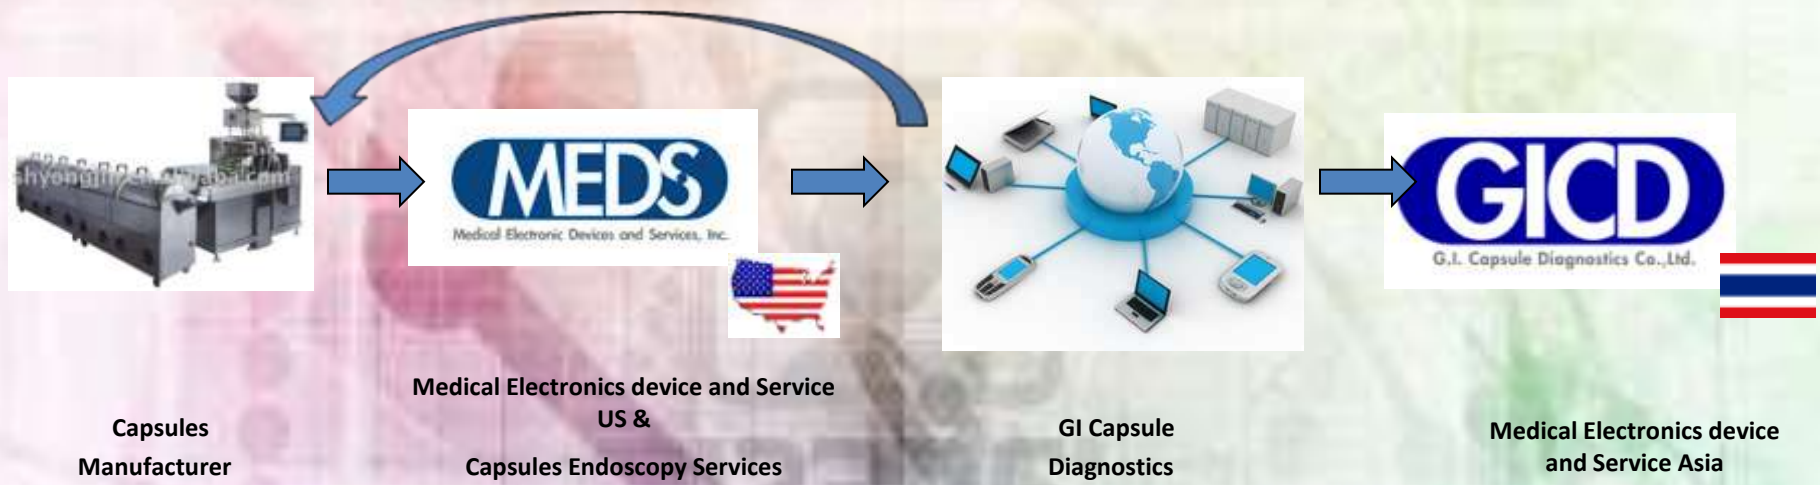 MEDS
Medical Electronic Devices and Services, Inc.
GICD
G.I. Capsule Diagnostics Co.,Ltd.
Capsules
Manufacturer
Medical Electronics device and Service
US &
Capsules Endoscopy Services
GI Capsule
Diagnostics
Medical Electronics device
and Service Asia